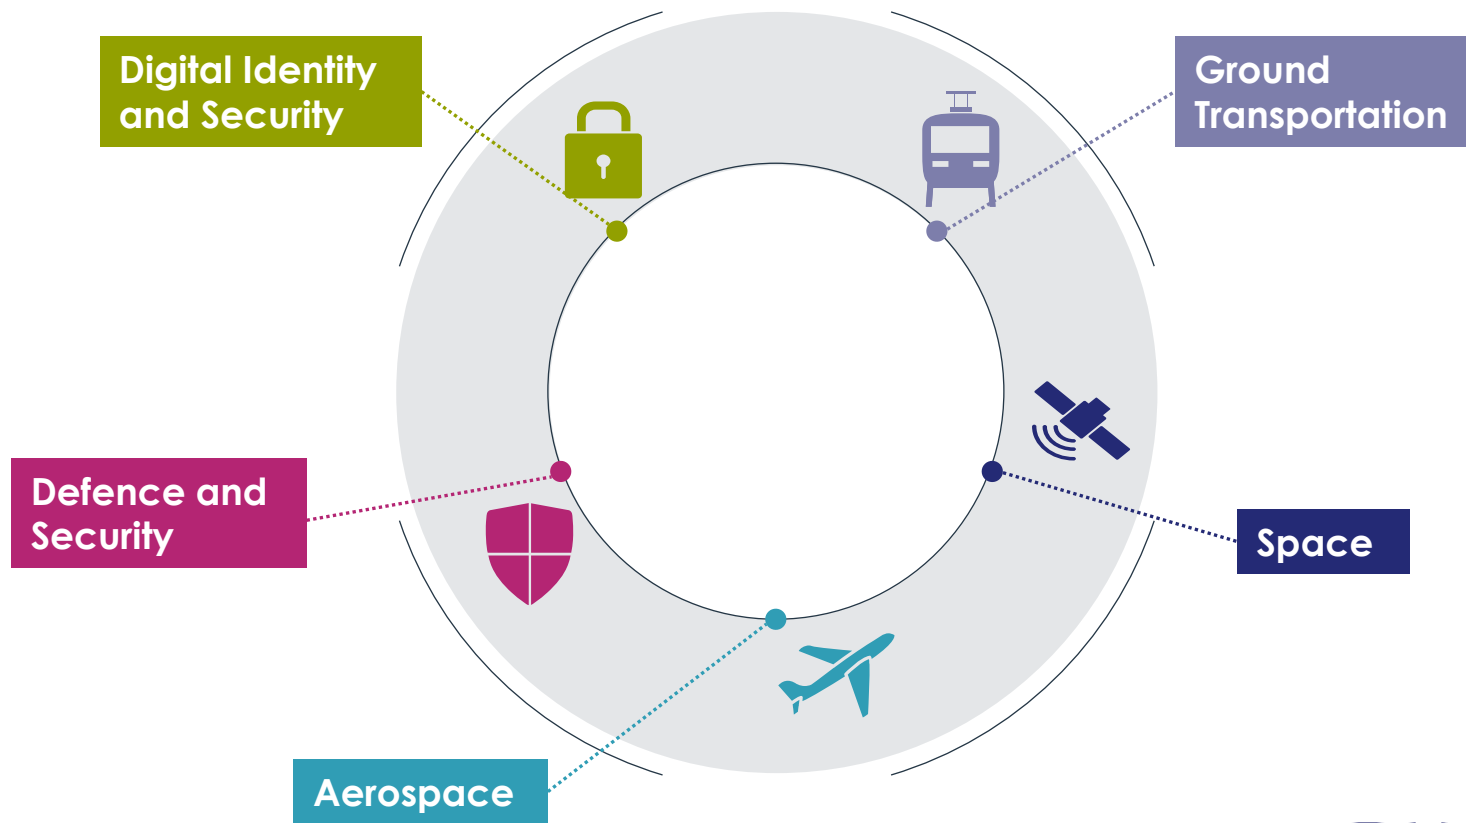 Digital Identity
and Security
Ground
Transportation
Defence and
Security
Space
Aerospace